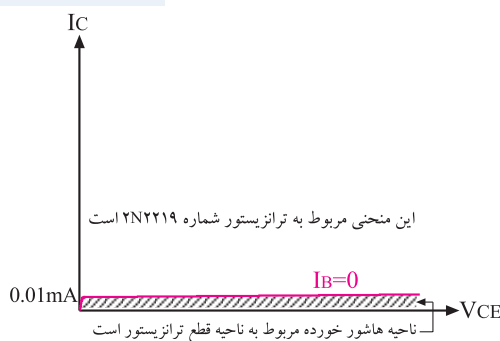 IC
این منحنی مربوط به ترانزیستور شماره ۲N۲۲۱۹ است
IB=0
0.01mA
VCE
ناحیه هاشور خورده مربوط به ناحیه قطع ترانزیستور است